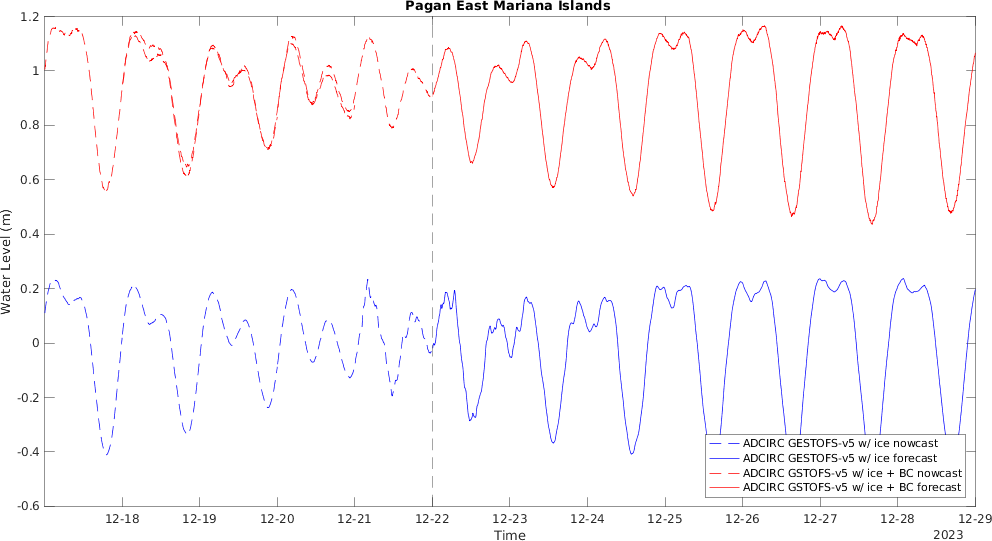 Pagan East Mariana Islands
Water Level (m)
1.2
1
0.8
0.6
0.4
0.2
0
-0.2
-0.4
-0.6
ADCIRC GESTOFS-v5 w/ ice nowcast
ADCIRC GESTOFS-v5 w/ ice forecast
ADCIRC GSTOFS-v5 w/ ice + BC nowcast
ADCIRC GSTOFS-v5 w/ ice + BC forecast
12-18 12-19 12-20 12-21 12-22 12-23 12-24 12-25 12-26 12-27 12-28 12-29
Time
2023